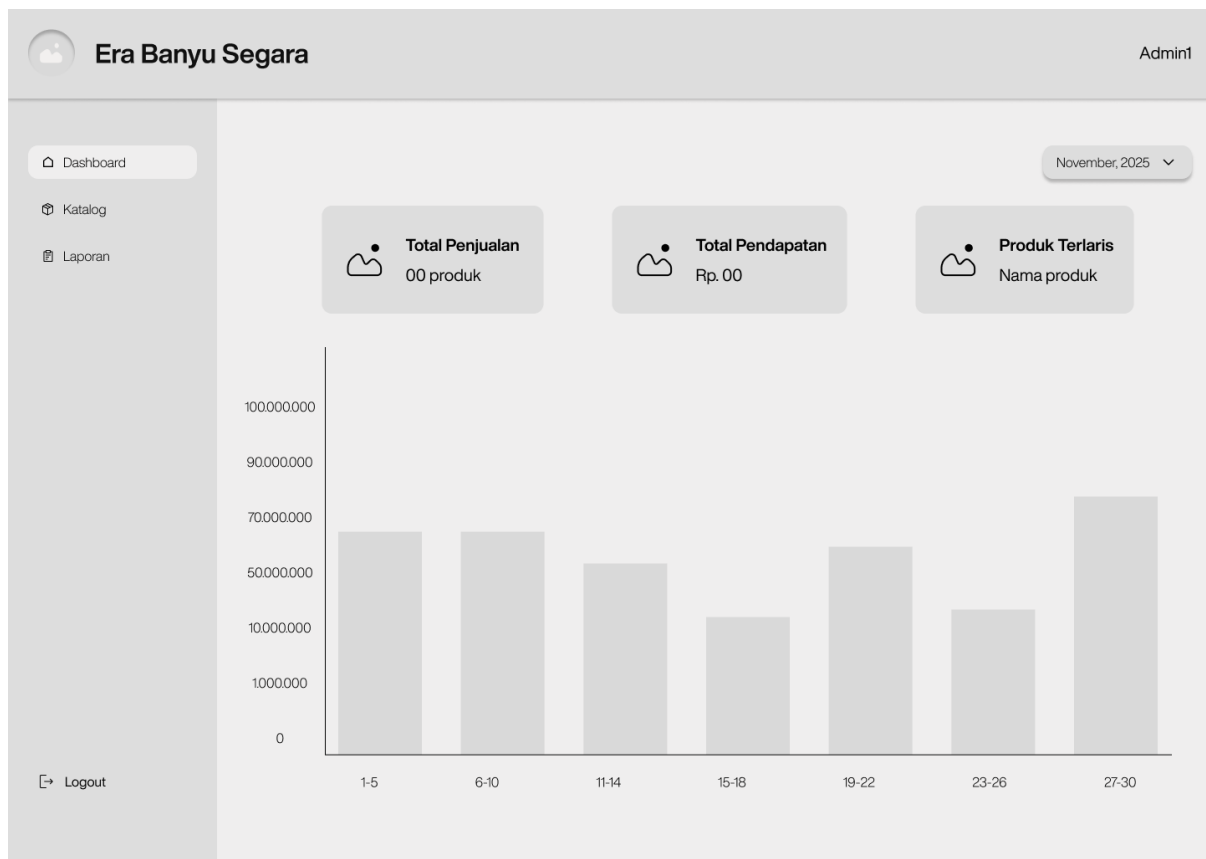 Era Banyu Segara
Admin1
Dashboard
Katalog
Laporan
Logout
November, 2025
Total Penjualan
00 produk
Total Pendapatan
Rp. 00
Produk Terlaris
Nama produk
100.000.000
90.000.000
70.000.000
50.000.000
10.000.000
1.000.000
0
1-5
6-10
11-14
15-18
19-22
23-26
27-30